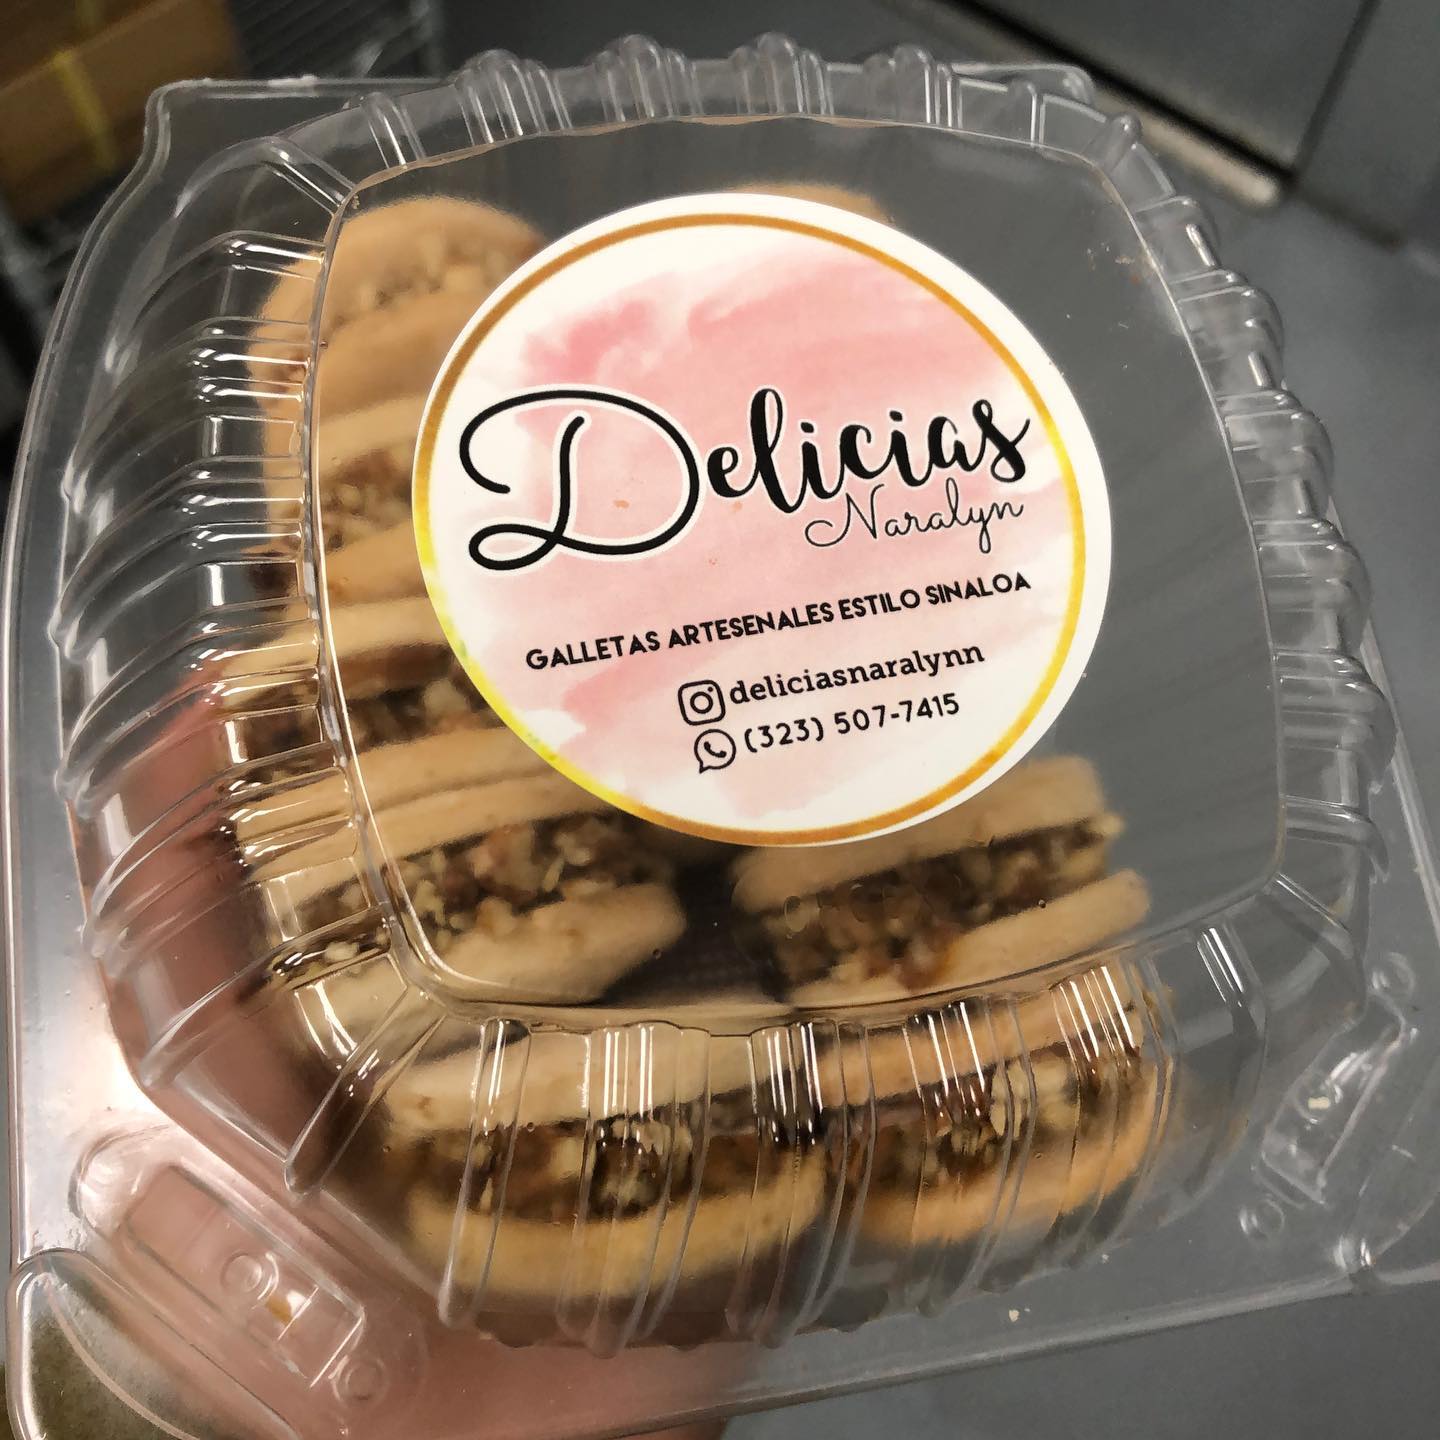 Delicias
Naralyn
GALLETAS ARTESENALES ESTILO SINALOA
deliciasnaralynn
(323) 507-7415